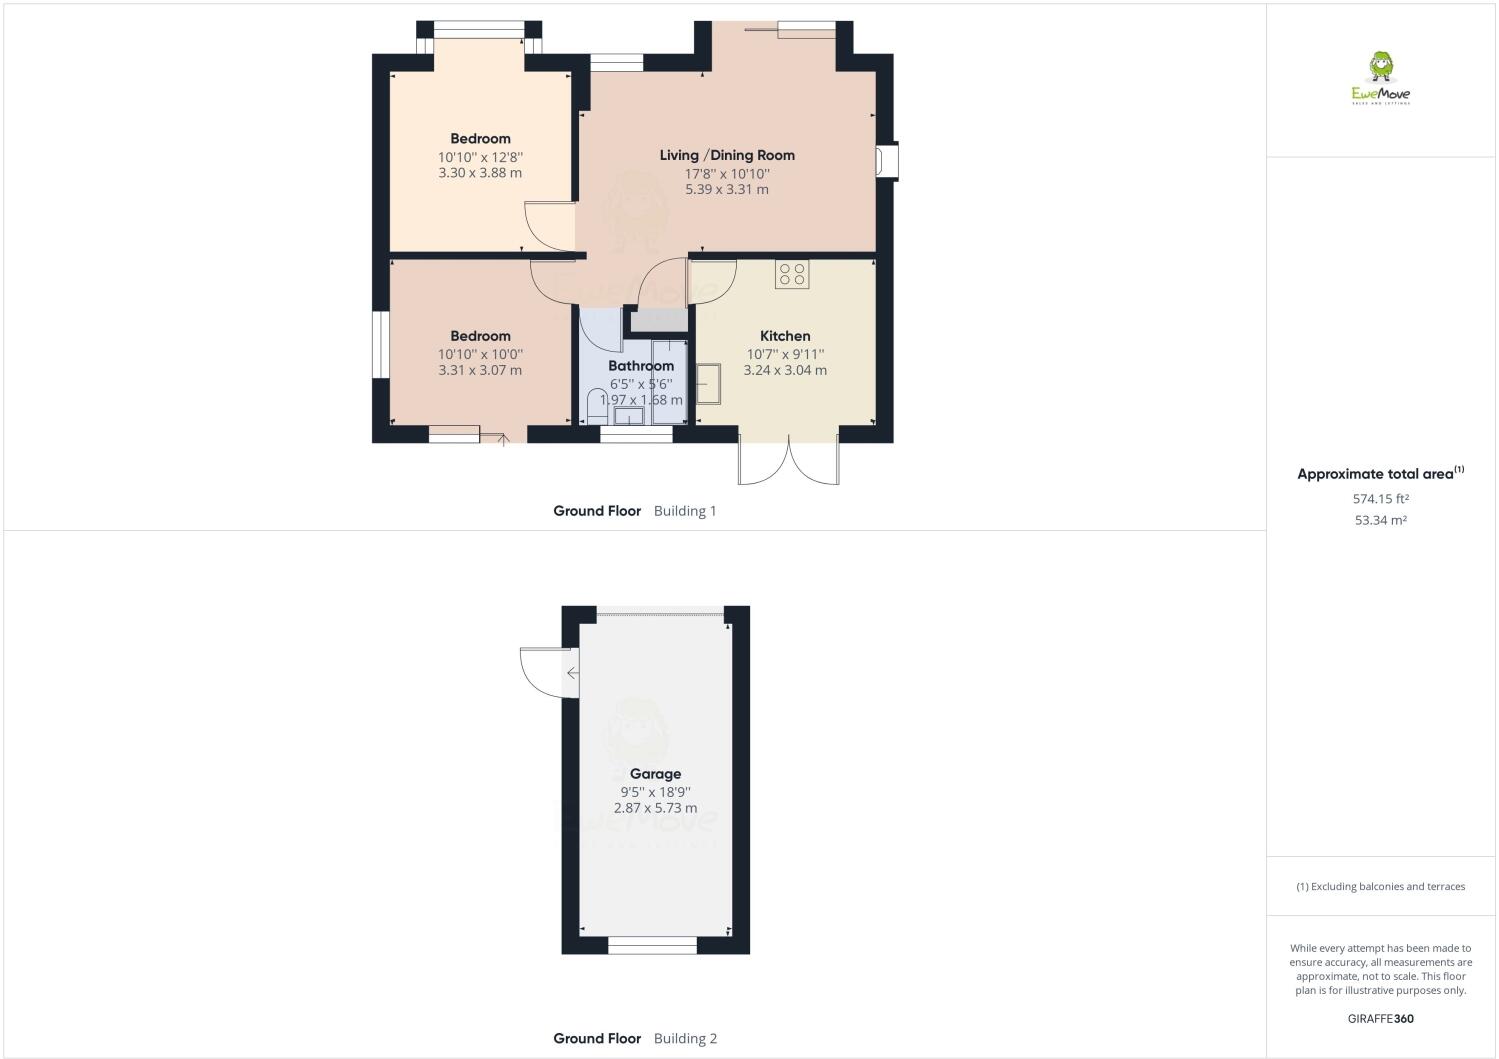 Bedroom
10'10'' x 12'8''
3.30 x 3.88 m
Living /Dining Room
17'8'' x 10'10''
5.39 x 3.31 m
Bedroom
10'10'' x 10'0''
3.31 x 3.07 m
Bathroom
6'5'' x 5'6''
1.97 x 1.68 m
Kitchen
10'7'' x 9'11''
3.24 x 3.04 m
EweMove
Ground Floor Building 1
Garage
9'5'' x 18'9''
2.87 x 5.73 m
EweMove
Ground Floor Building 2
EweMove
SALES AND LETTINGS
Approximate total area(1)
574.15 ft²
53.34 m²
(1) Excluding balconies and terraces
While every attempt has been made to
ensure accuracy, all measurements are
approximate, not to scale. This floor
plan is for illustrative purposes only.
GIRAFFE360